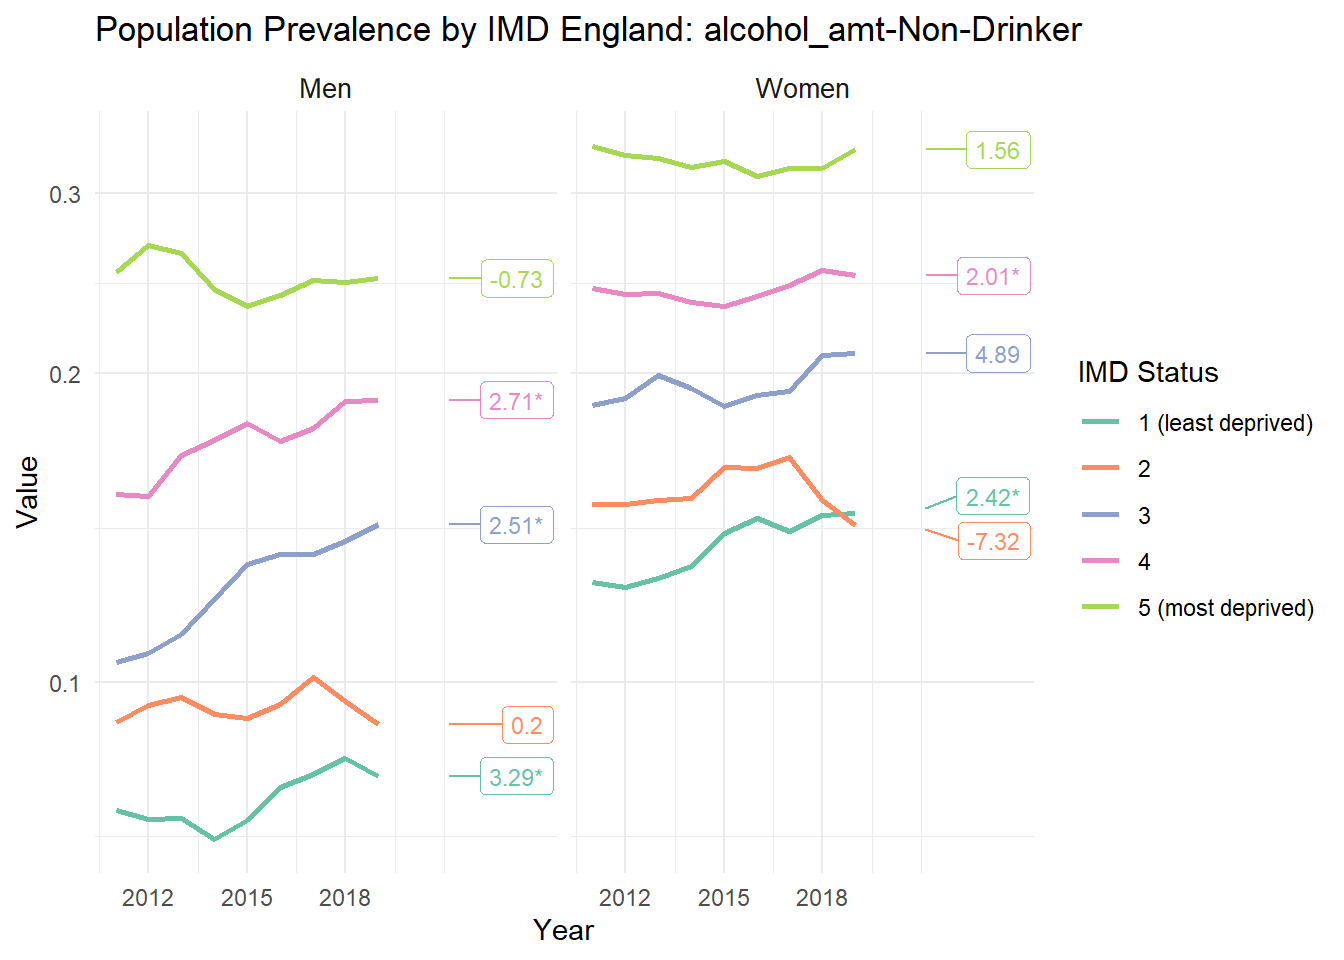 Population Prevalence by IMD England: alcohol_amt-Non-Drinker
Men
Women
Value
0.3
0.2
0.1
-0.73
2.71*
2.51*
0.2
3.29*
1.56
2.01*
4.89
2.42*
-7.32
2012 2015 2018
2012 2015 2018
Year
IMD Status
1 (least deprived)
2
3
4
5 (most deprived)